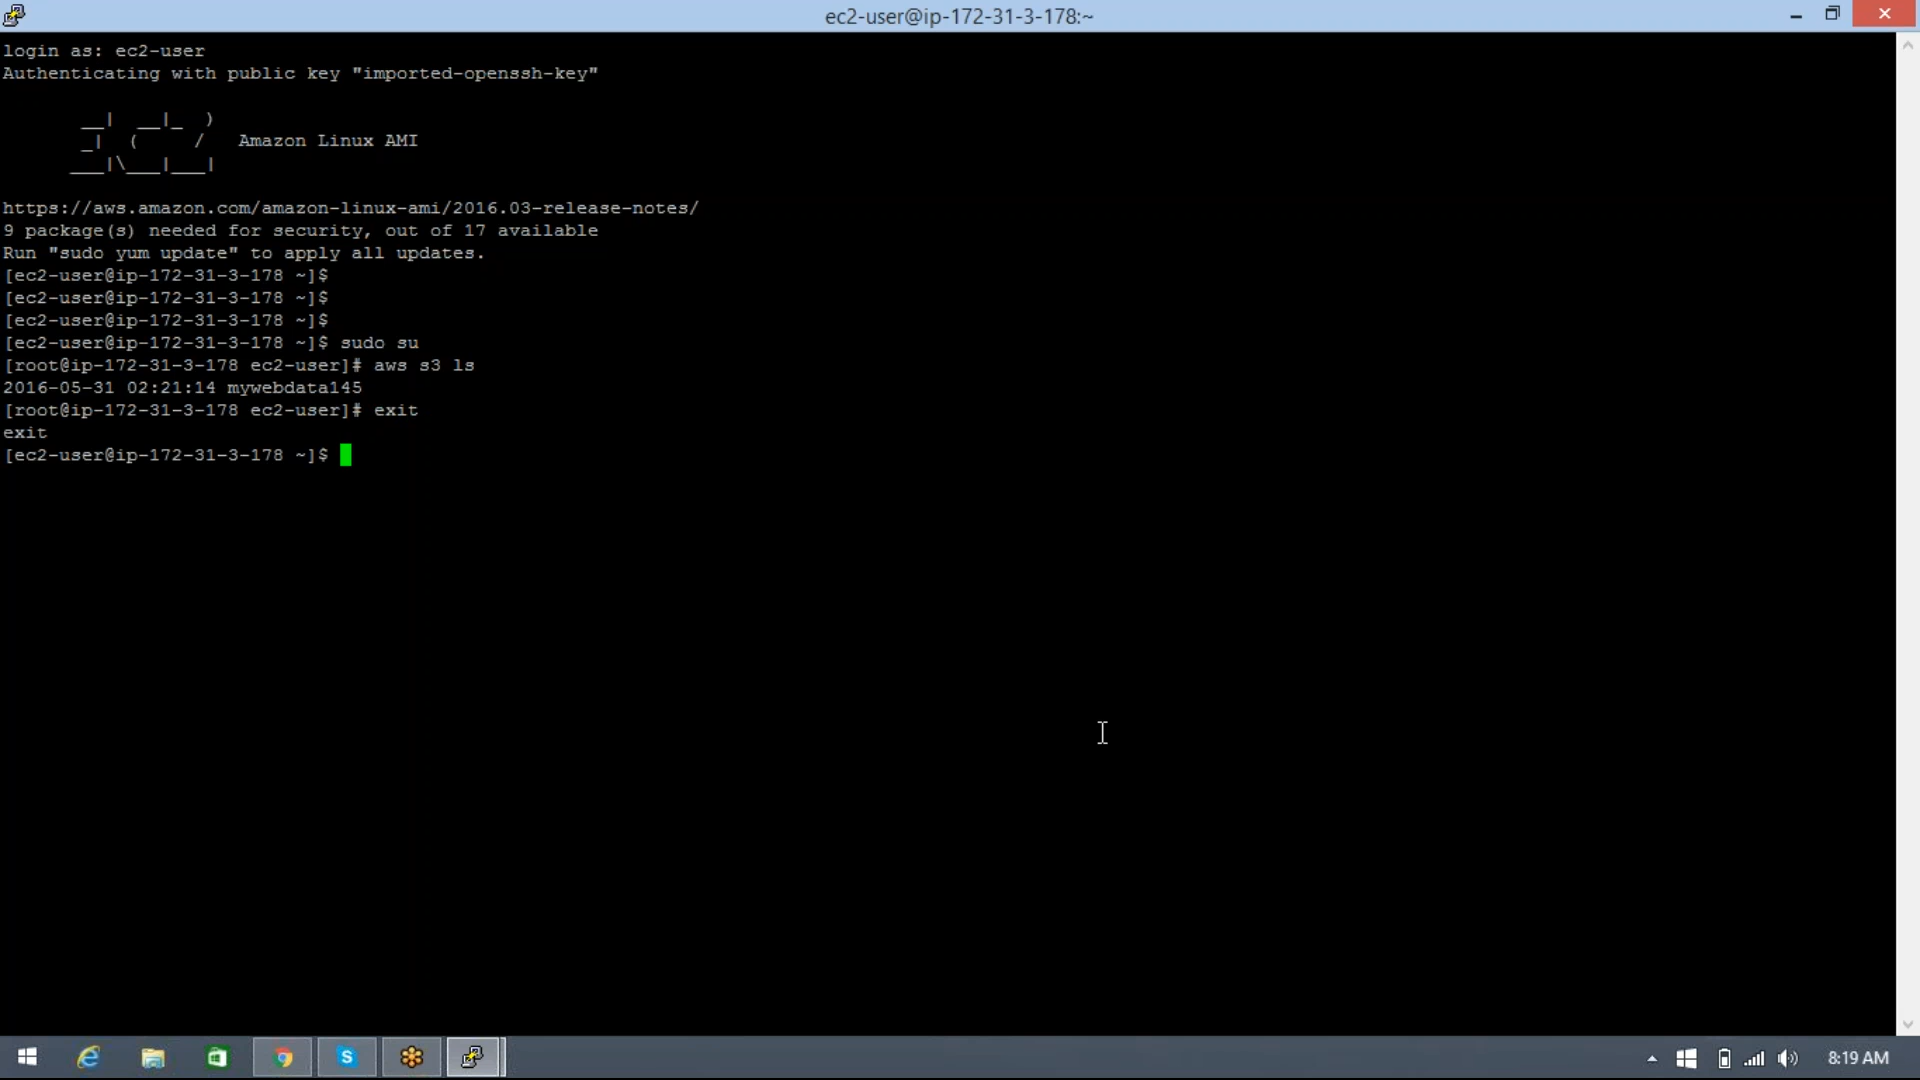 ec2-user@ip-172-31-3-178:~
login as: ec2-user
Authenticating with public key "imported-openssh-key"
       __|  __|_  )
       _|  (     /   Amazon Linux AMI
      ___|\___|___|
https://aws.amazon.com/amazon-linux-ami/2016.03-release-notes/
9 package(s) needed for security, out of 17 available
Run "sudo yum update" to apply all updates.
[ec2-user@ip-172-31-3-178 ~]$
[ec2-user@ip-172-31-3-178 ~]$
[ec2-user@ip-172-31-3-178 ~]$
[ec2-user@ip-172-31-3-178 ~]$ sudo su
[root@ip-172-31-3-178 ec2-user]# aws s3 ls
2016-05-31 02:21:14 mywebdata145
[root@ip-172-31-3-178 ec2-user]# exit
exit
[ec2-user@ip-172-31-3-178 ~]$
8:19 AM